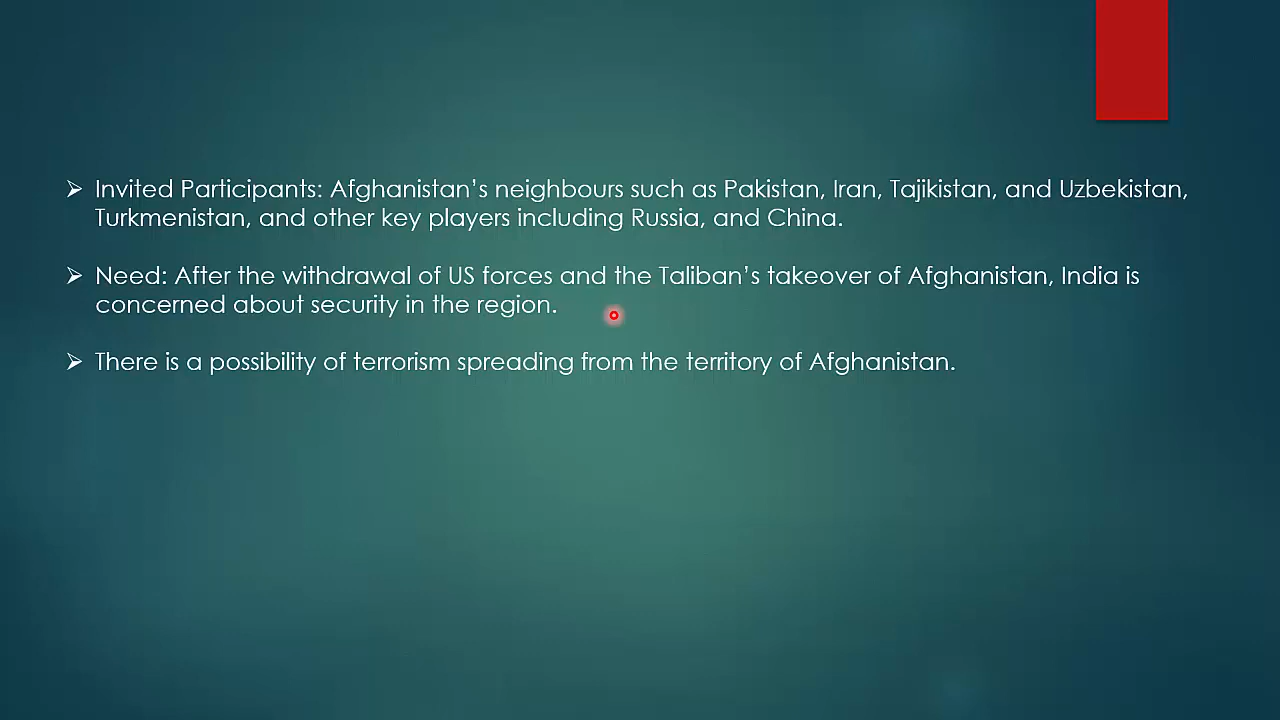 ➢ Invited Participants: Afghanistan’s neighbours such as Pakistan, Iran, Tajikistan, and Uzbekistan,
Turkmenistan, and other key players including Russia, and China.
➢ Need: After the withdrawal of US forces and the Taliban’s takeover of Afghanistan, India is
concerned about security in the region.
➢ There is a possibility of terrorism spreading from the territory of Afghanistan.